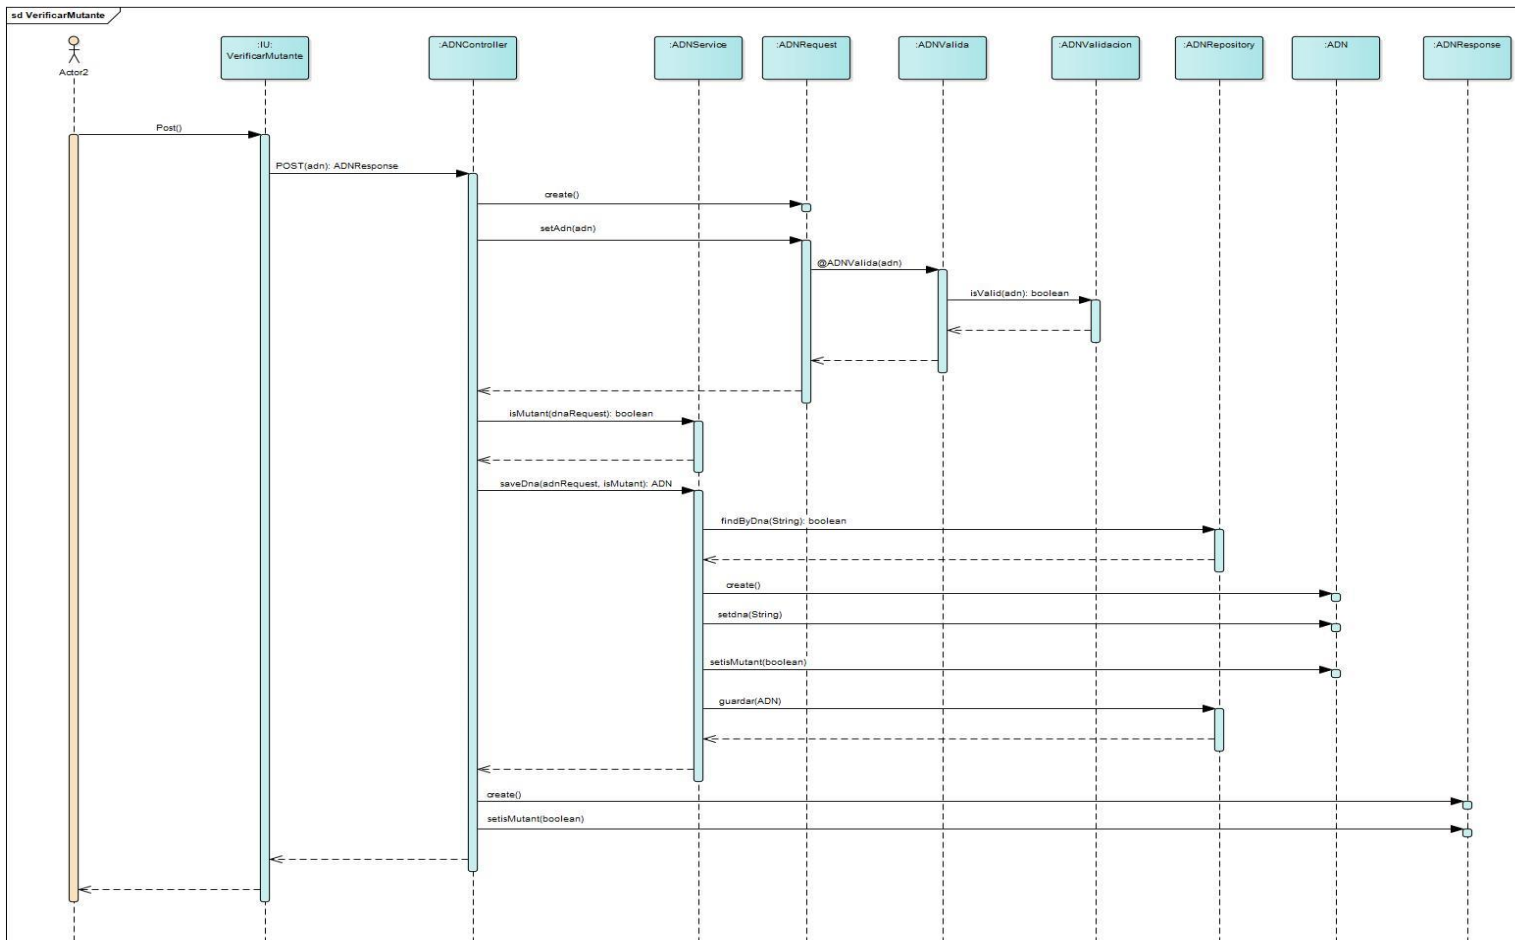 sd VerificarMutante
:IU:
VerificarMutante
:ADNController
:ADNService
:ADNRequest
:ADNValida
:ADNValidacion
:ADNRepository
:ADN
:ADNResponse
Actor2
Post()
POST(adn): ADNResponse
create()
setAdn(adn)
@ADNValida(adn)
isValid(adn): boolean
isMutant(dnaRequest): boolean
saveDna(adnRequest, isMutant): ADN
findByDna(String): boolean
create()
setdna(String)
setisMutant(boolean)
guardar(ADN)
create()
setisMutant(boolean)